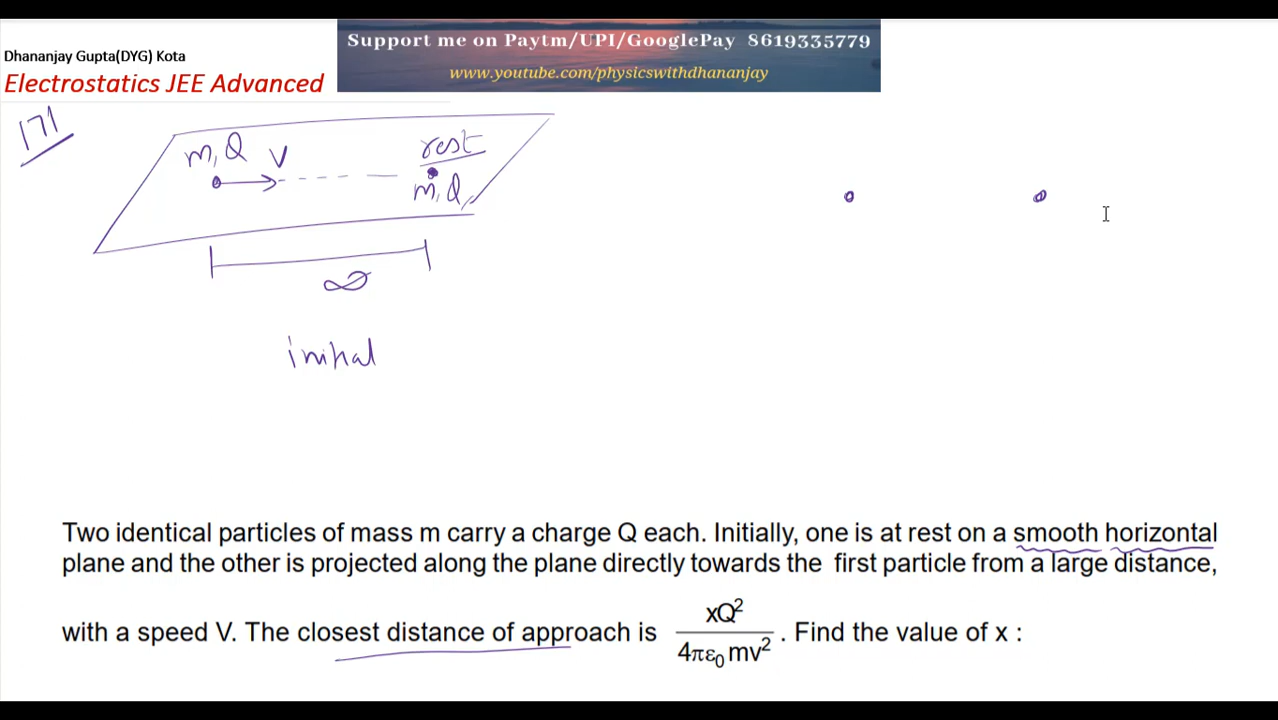 Support me on Paytm/UPI/GooglePay 8619335779
www.youtube.com/physicswithdhananjay
Dhananjay Gupta(DYG) Kota
Electrostatics JEE Advanced
171
m, Q V
rest
m, Q,
∞
initial
Two identical particles of mass m carry a charge Q each. Initially, one is at rest on a smooth horizontal
plane and the other is projected along the plane directly towards the first particle from a large distance,
with a speed V. The closest distance of approach is xQ²/4πε₀mv². Find the value of x :